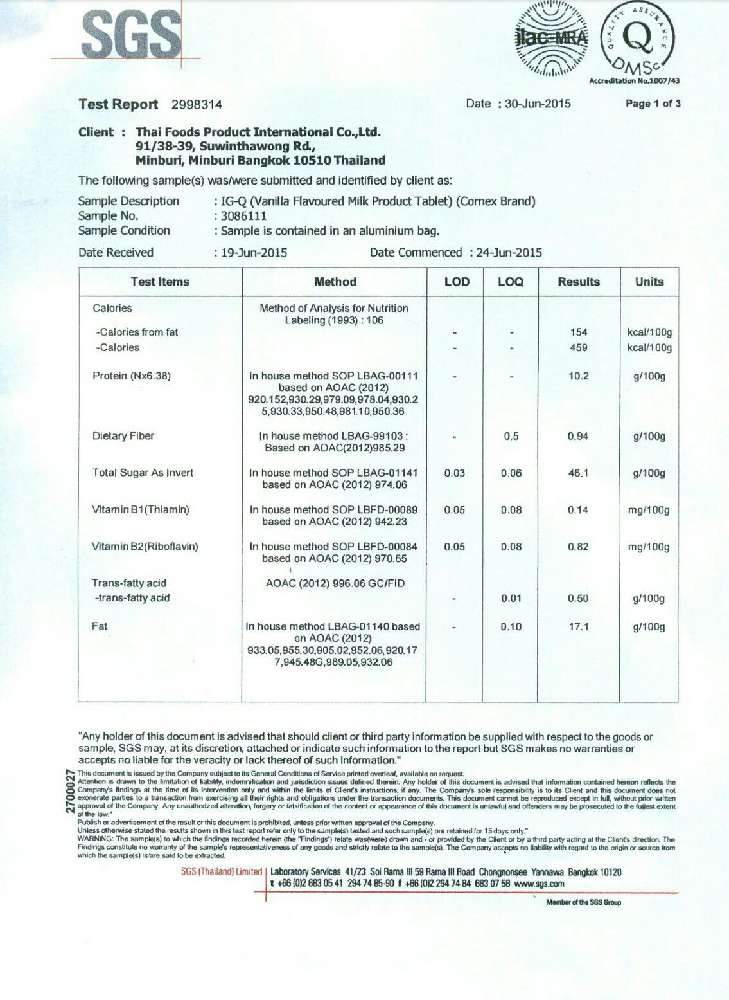 SGS
ilac-MRA
QUALITY ASSURANCE
Q
DMSc
Accreditation No.1007/43
Test Report 2998314 Date : 30-Jun-2015 Page 1 of 3
Client : Thai Foods Product International Co.,Ltd.
91/38-39, Suwinthawong Rd.,
Minburi, Minburi Bangkok 10510 Thailand
The following sample(s) was/were submitted and identified by client as:
Sample Description : IG-Q (Vanilla Flavoured Milk Product Tablet) (Cornex Brand)
Sample No. : 3086111
Sample Condition : Sample is contained in an aluminium bag.
Date Received : 19-Jun-2015 Date Commenced : 24-Jun-2015
Test Items Method LOD LOQ Results Units
Calories Method of Analysis for Nutrition
Labeling (1993) : 106
-Calories from fat - - 154 kcal/100g
-Calories - - 459 kcal/100g
Protein (Nx6.38) In house method SOP LBAG-00111 - - 10.2 g/100g
based on AOAC (2012)
920.152,930.29,979.09,978.04,930.2
5,930.33,950.48,981.10,950.36
Dietary Fiber In house method LBAG-99103 : - 0.5 0.94 g/100g
Based on AOAC(2012)985.29
Total Sugar As Invert In house method SOP LBAG-01141 0.03 0.06 46.1 g/100g
based on AOAC (2012) 974.06
Vitamin B1(Thiamin) In house method SOP LBFD-00089 0.05 0.08 0.14 mg/100g
based on AOAC (2012) 942.23
Vitamin B2(Riboflavin) In house method SOP LBFD-00084 0.05 0.08 0.82 mg/100g
based on AOAC (2012) 970.65
Trans-fatty acid AOAC (2012) 996.06 GC/FID
-trans-fatty acid - 0.01 0.50 g/100g
Fat In house method LBAG-01140 based - 0.10 17.1 g/100g
on AOAC (2012)
933.05,955.30,905.02,952.06,920.17
7,945.48G,989.05,932.06
"Any holder of this document is advised that should client or third party information be supplied with respect to the goods or
sample, SGS may, at its discretion, attached or indicate such information to the report but SGS makes no warranties or
accepts no liable for the veracity or lack thereof of such Information."
2700027
This document is issued by the Company subject to its General Conditions of Service printed overleaf, available on request.
Attention is drawn to the limitation of liability, indemnification and jurisdiction issues defined therein. Any holder of this document is advised that information contained hereon reflects the
Company's findings at the time of its intervention only and within the limits of Client's instructions, if any. The Company's sole responsibility is to its Client and this document does not
exonerate parties to a transaction from exercising all their rights and obligations under the transaction documents. This document cannot be reproduced except in full, without prior written
approval of the Company. Any unauthorized alteration, forgery or falsification of the content or appearance of this document is unlawful and offenders may be prosecuted to the fullest extent
of the law."
Publish or advertisement of the result or this document is prohibited, unless prior written approval of the Company.
Unless otherwise stated the results shown in this test report refer only to the sample(s) tested and such sample(s) are retained for 15 days only."
WARNING: The sample(s) to which the findings recorded herein (the "Findings") relate was(were) drawn and / or provided by the Client or by a third party acting at the Client's direction. The
Findings constitute no warranty of the sample's representativeness of any goods and strictly relate to the sample(s). The Company accepts no liability with regard to the origin or source from
which the sample(s) is/are said to be extracted.
SGS (Thailand) Limited Laboratory Services 41/23 Soi Rama III 59 Rama III Road Chongnonsee Yannawa Bangkok 10120
t +66 (0)2 683 05 41 294 74 85-90 f +66 (0)2 294 74 84 683 07 58 www.sgs.com
Member of the SGS Group